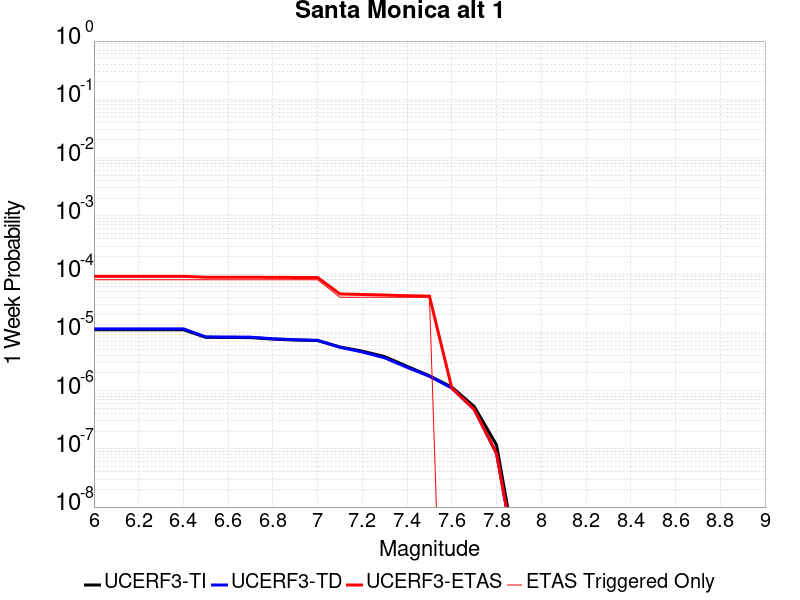 Santa Monica alt 1
10^0
10^-1
10^-2
10^-3
10^-4
10^-5
10^-6
10^-7
10^-8
1 Week Probability
6 6.2 6.4 6.6 6.8 7 7.2 7.4 7.6 7.8 8 8.2 8.4 8.6 8.8 9
Magnitude
UCERF3-TI UCERF3-TD UCERF3-ETAS ETAS Triggered Only